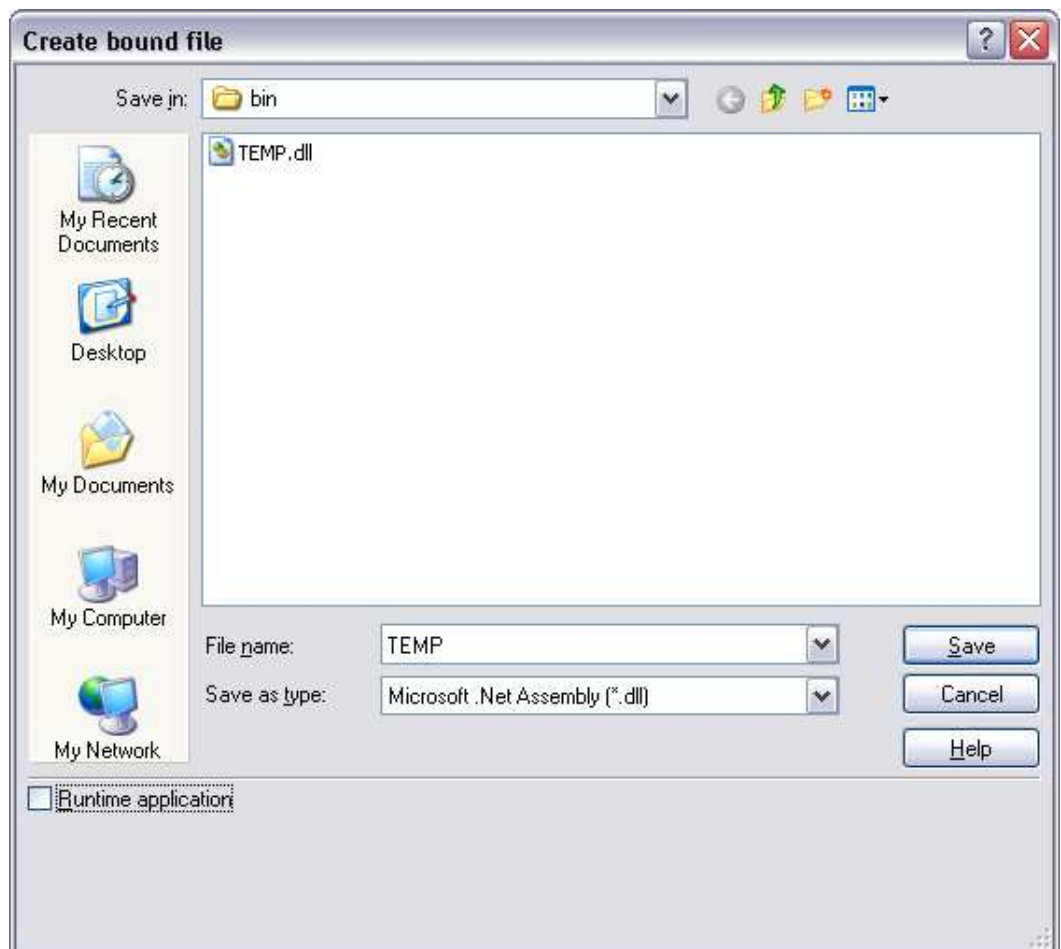 Create bound file
?
Save in:
bin
TEMP.dll
My Recent
Documents
Desktop
My Documents
My Computer
My Network
File name:
TEMP
Save
Save as type:
Microsoft .Net Assembly (*.dll)
Cancel
Help
Runtime application